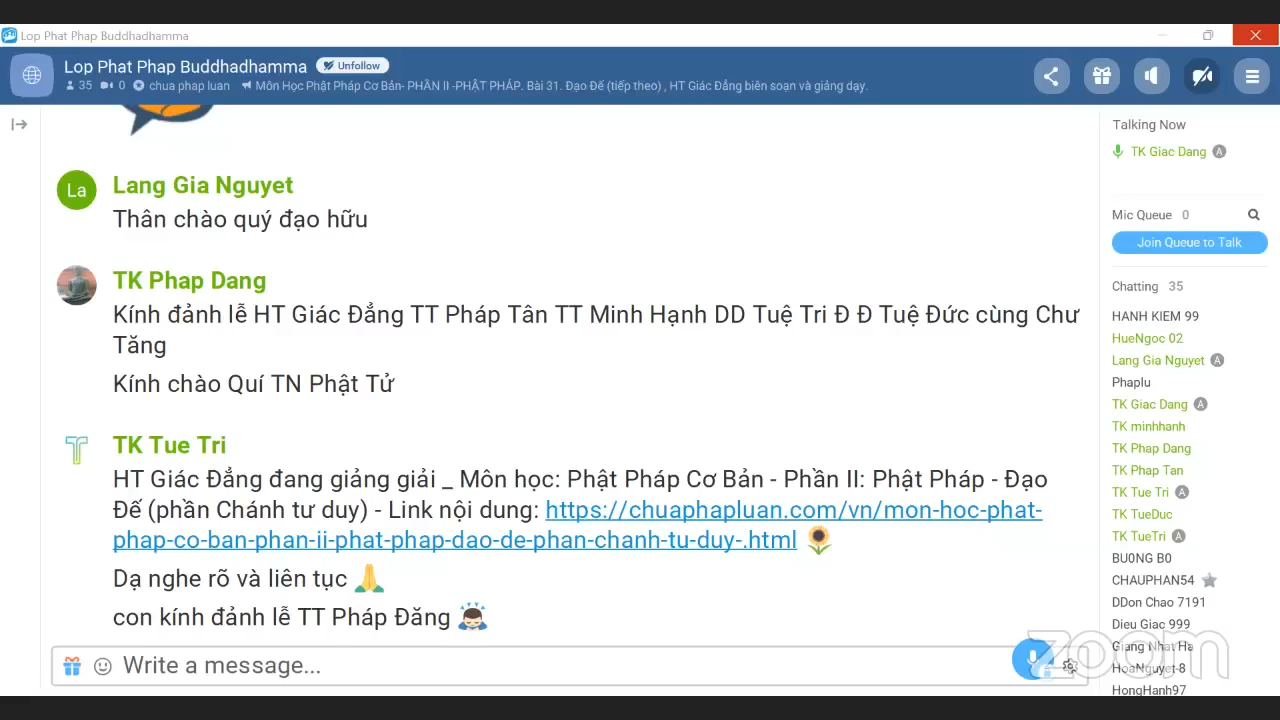 Lop Phat Phap Buddhadhamma
Lop Phat Phap Buddhadhamma
Unfollow
35 0 chua phap luan Môn Học Phật Pháp Cơ Bản- PHẦN II -PHẬT PHÁP. Bài 31. Đạo Đế (tiếp theo) , HT Giác Đẳng biên soạn và giảng dạy.
La
Lang Gia Nguyet
Thân chào quý đạo hữu
TK Phap Dang
Kính đảnh lễ HT Giác Đẳng TT Pháp Tân TT Minh Hạnh DD Tuệ Tri Đ Đ Tuệ Đức cùng Chư
Tăng
Kính chào Quí TN Phật Tử
T
TK Tue Tri
HT Giác Đẳng đang giảng giải _ Môn học: Phật Pháp Cơ Bản - Phần II: Phật Pháp - Đạo
Đế (phần Chánh tư duy) - Link nội dung: https://chuaphapluan.com/vn/mon-hoc-phat-
phap-co-ban-phan-ii-phat-phap-dao-de-phan-chanh-tu-duy-.html
Dạ nghe rõ và liên tục
con kính đảnh lễ TT Pháp Đăng
Write a message...
Talking Now
TK Giac Dang A
Mic Queue 0
Join Queue to Talk
Chatting 35
HANH KIEM 99
HueNgoc 02
Lang Gia Nguyet A
Phaplu
TK Giac Dang A
TK minhhanh
TK Phap Dang
TK Phap Tan
TK Tue Tri A
TK TueDuc
TK TueTri A
BU0NG B0
CHAUPHAN54
DDon Chao 7191
Dieu Giac 999
Giang Nhat Ha
HoaNguyet-8
HongHanh97
zoom